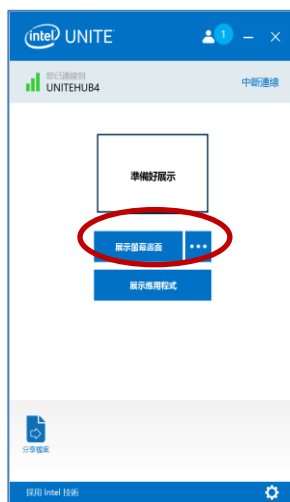 intel UNITE
1
您已連線到
UNITEHUB4
中斷連線
準備好展示
展示螢幕畫面
展示應用程式
分享檔案
採用 Intel 技術